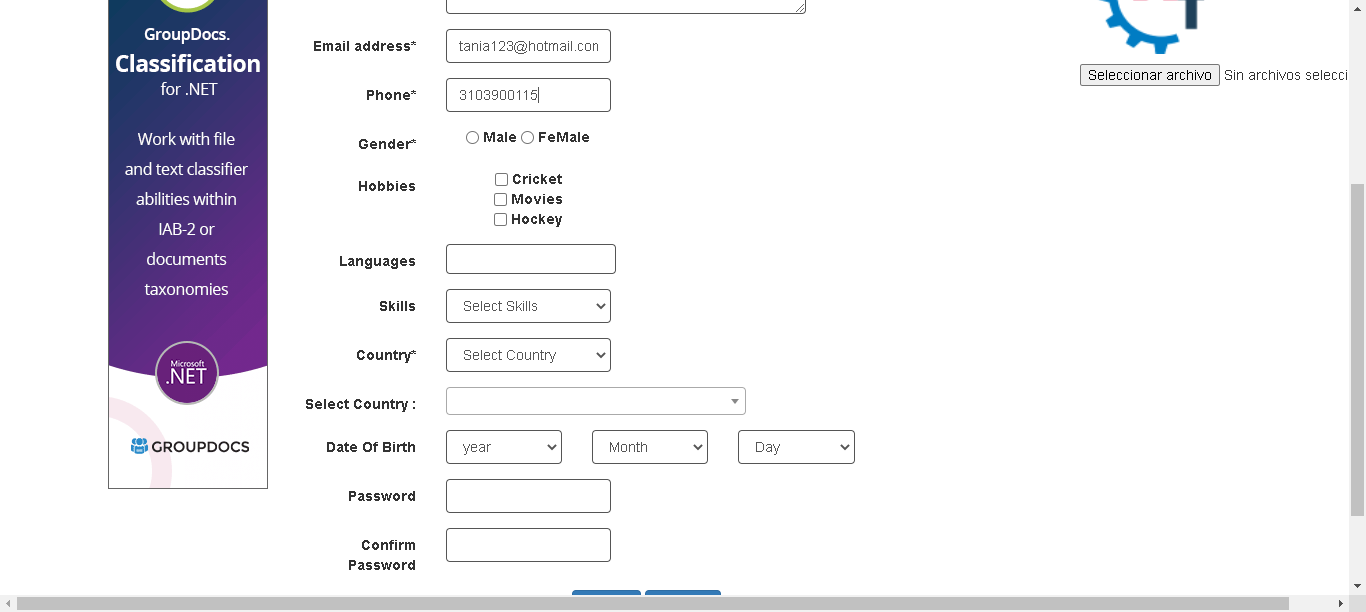 GroupDocs.
Classification
for .NET
Work with file
and text classifier
abilities within
IAB-2 or
documents
taxonomies
Microsoft
.NET
GROUPDOCS
Email address* tania123@hotmail.con
Phone* 3103900115
Gender* Male FeMale
Hobbies Cricket
Movies
Hockey
Languages
Skills Select Skills
Country* Select Country
Select Country :
Date Of Birth year Month Day
Password
Confirm
Password
Seleccionar archivo Sin archivos selecci